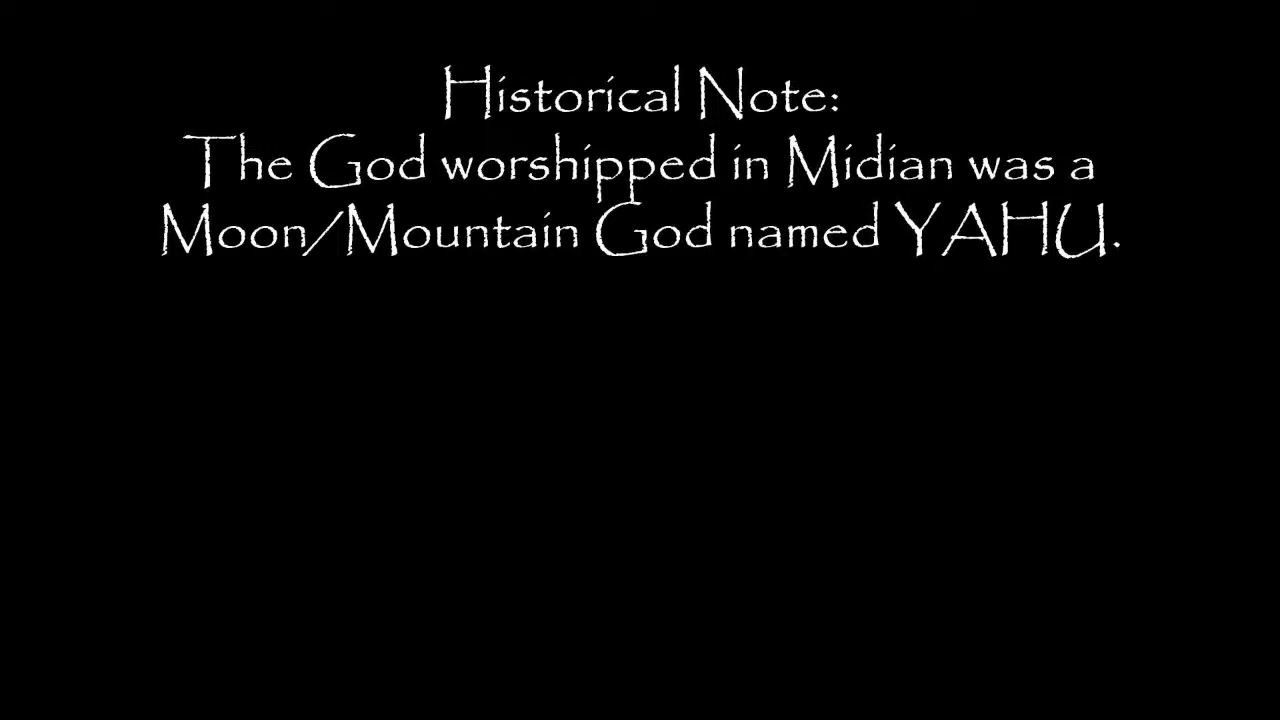 Historical Note:
The God worshipped in Midian was a
Moon/Mountain God named YAHU.